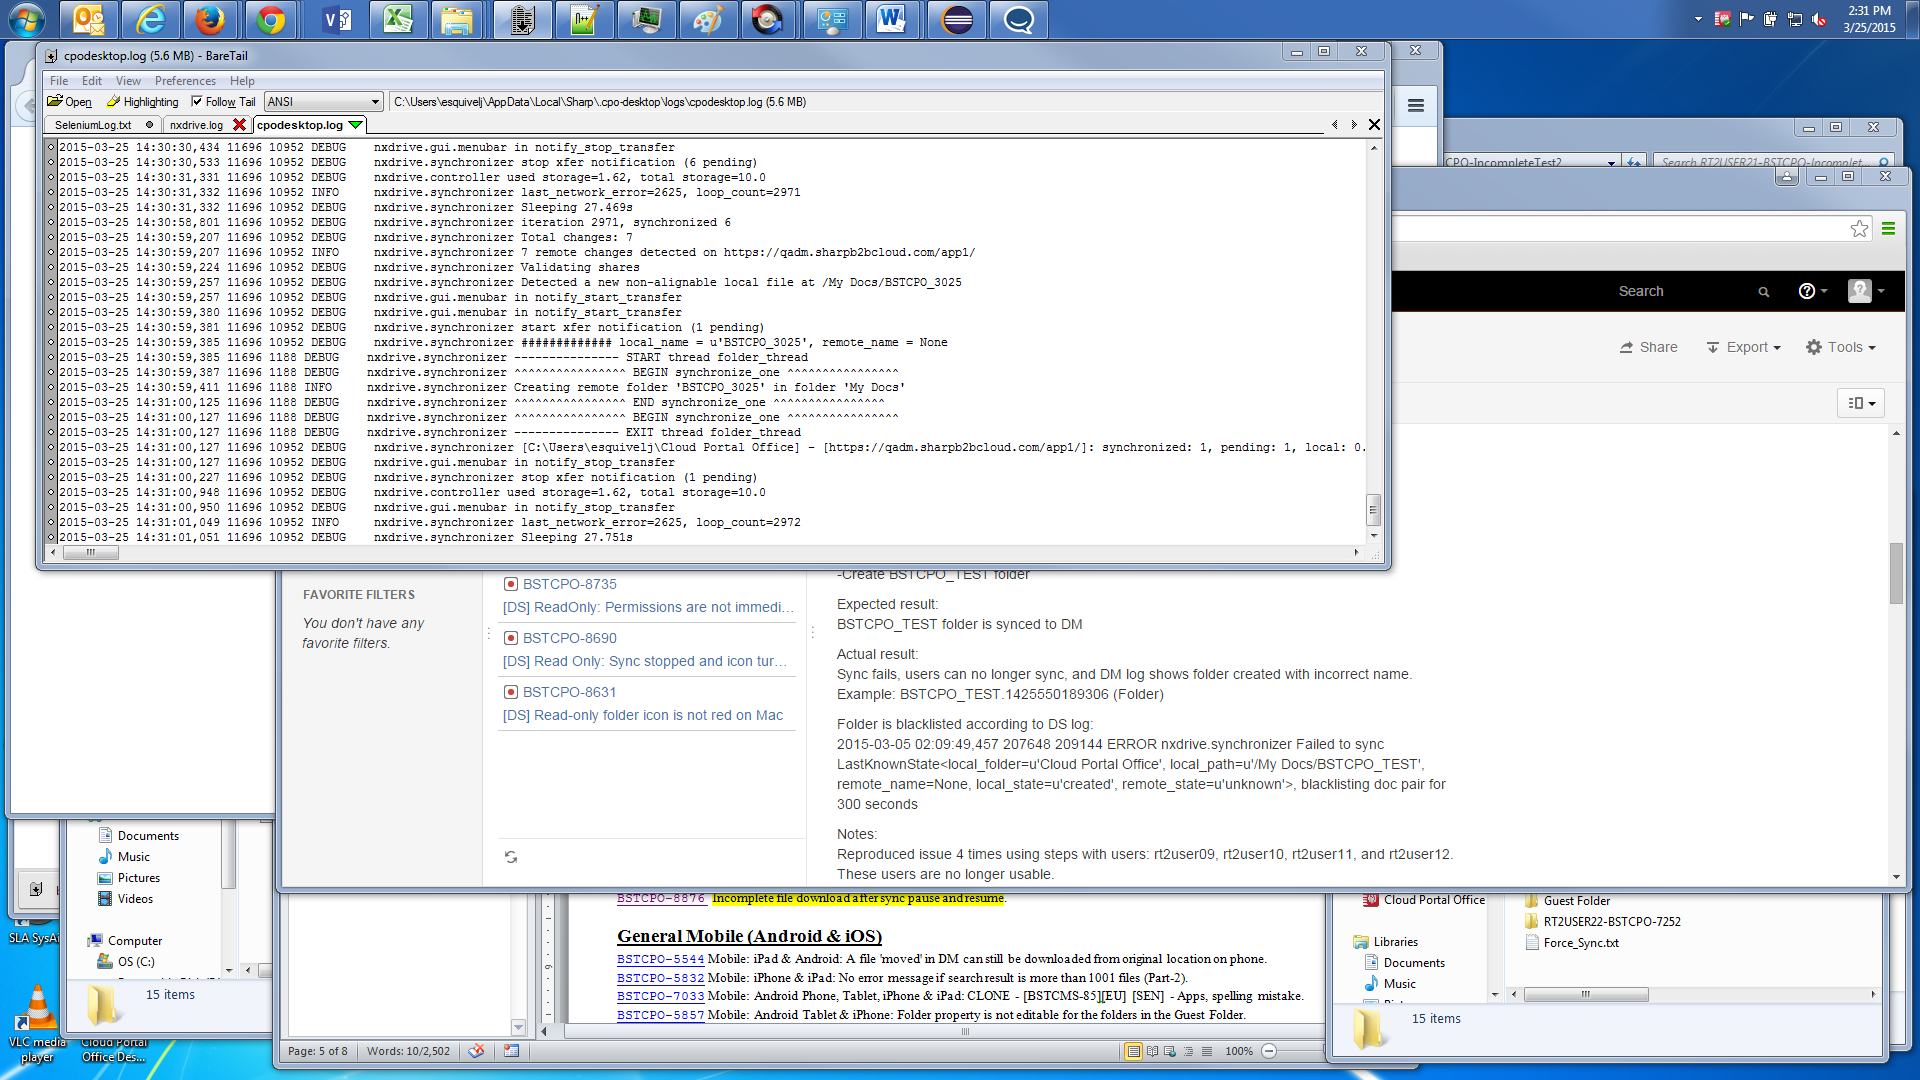 2:31 PM
3/25/2015
cpodesktop.log (5.6 MB) - BareTail
File Edit View Preferences Help
Open Highlighting Follow Tail ANSI C:\Users\esquivelj\AppData\Local\Sharp\.cpo-desktop\logs\cpodesktop.log (5.6 MB)
SeleniumLog.txt nxdrive.log cpodesktop.log
2015-03-25 14:30:30,434 11696 10952 DEBUG nxdrive.gui.menubar in notify_stop_transfer
2015-03-25 14:30:30,533 11696 10952 DEBUG nxdrive.synchronizer stop xfer notification (6 pending)
2015-03-25 14:30:31,331 11696 10952 DEBUG nxdrive.controller used storage=1.62, total storage=10.0
2015-03-25 14:30:31,332 11696 10952 INFO nxdrive.synchronizer last_network_error=2625, loop_count=2971
2015-03-25 14:30:31,332 11696 10952 DEBUG nxdrive.synchronizer Sleeping 27.469s
2015-03-25 14:30:58,801 11696 10952 DEBUG nxdrive.synchronizer iteration 2971, synchronized 6
2015-03-25 14:30:59,207 11696 10952 DEBUG nxdrive.synchronizer Total changes: 7
2015-03-25 14:30:59,207 11696 10952 INFO nxdrive.synchronizer 7 remote changes detected on https://qadm.sharpb2bcloud.com/app1/
2015-03-25 14:30:59,224 11696 10952 DEBUG nxdrive.synchronizer Validating shares
2015-03-25 14:30:59,257 11696 10952 DEBUG nxdrive.synchronizer Detected a new non-alignable local file at /My Docs/BSTCPO_3025
2015-03-25 14:30:59,257 11696 10952 DEBUG nxdrive.gui.menubar in notify_start_transfer
2015-03-25 14:30:59,380 11696 10952 DEBUG nxdrive.gui.menubar in notify_start_transfer
2015-03-25 14:30:59,381 11696 10952 DEBUG nxdrive.synchronizer start xfer notification (1 pending)
2015-03-25 14:30:59,385 11696 10952 DEBUG nxdrive.synchronizer ############# local_name = u'BSTCPO_3025', remote_name = None
2015-03-25 14:30:59,385 11696 1188 DEBUG nxdrive.synchronizer --------------- START thread folder_thread
2015-03-25 14:30:59,387 11696 1188 DEBUG nxdrive.synchronizer ^^^^^^^^^^^^^^^^ BEGIN synchronize_one ^^^^^^^^^^^^^^^^
2015-03-25 14:30:59,411 11696 1188 INFO nxdrive.synchronizer Creating remote folder 'BSTCPO_3025' in folder 'My Docs'
2015-03-25 14:31:00,125 11696 1188 DEBUG nxdrive.synchronizer ^^^^^^^^^^^^^^^^ END synchronize_one ^^^^^^^^^^^^^^^^
2015-03-25 14:31:00,127 11696 1188 DEBUG nxdrive.synchronizer ^^^^^^^^^^^^^^^^ BEGIN synchronize_one ^^^^^^^^^^^^^^^^
2015-03-25 14:31:00,127 11696 1188 DEBUG nxdrive.synchronizer --------------- EXIT thread folder_thread
2015-03-25 14:31:00,127 11696 10952 DEBUG nxdrive.synchronizer [C:\Users\esquivelj\Cloud Portal Office] - [https://qadm.sharpb2bcloud.com/app1/]: synchronized: 1, pending: 1, local: 0.
2015-03-25 14:31:00,127 11696 10952 DEBUG nxdrive.gui.menubar in notify_stop_transfer
2015-03-25 14:31:00,227 11696 10952 DEBUG nxdrive.synchronizer stop xfer notification (1 pending)
2015-03-25 14:31:00,948 11696 10952 DEBUG nxdrive.controller used storage=1.62, total storage=10.0
2015-03-25 14:31:00,950 11696 10952 DEBUG nxdrive.gui.menubar in notify_stop_transfer
2015-03-25 14:31:01,049 11696 10952 INFO nxdrive.synchronizer last_network_error=2625, loop_count=2972
2015-03-25 14:31:01,051 11696 10952 DEBUG nxdrive.synchronizer Sleeping 27.751s
CPO-IncompleteTest2 Search RT2USER21-BSTCPO-Incomplet...
Search
Share Export Tools
FAVORITE FILTERS
You don't have any
favorite filters.
BSTCPO-8735
[DS] ReadOnly: Permissions are not immedi...
BSTCPO-8690
[DS] Read Only: Sync stopped and icon tur...
BSTCPO-8631
[DS] Read-only folder icon is not red on Mac
-Create BSTCPO_TEST folder
Expected result:
BSTCPO_TEST folder is synced to DM
Actual result:
Sync fails, users can no longer sync, and DM log shows folder created with incorrect name.
Example: BSTCPO_TEST.1425550189306 (Folder)
Folder is blacklisted according to DS log:
2015-03-05 02:09:49,457 207648 209144 ERROR nxdrive.synchronizer Failed to sync
LastKnownState<local_folder=u'Cloud Portal Office', local_path=u'/My Docs/BSTCPO_TEST',
remote_name=None, local_state=u'created', remote_state=u'unknown'>, blacklisting doc pair for
300 seconds
Notes:
Reproduced issue 4 times using steps with users: rt2user09, rt2user10, rt2user11, and rt2user12.
These users are no longer usable.
Documents
Music
Pictures
Videos
Computer
OS (C:)
15 items
SLA SysAi
VLC media
player
Cloud Portal
Office Des...
BSTCPO-8876 Incomplete file download after sync pause and resume.
General Mobile (Android & iOS)
BSTCPO-5544 Mobile: iPad & Android: A file 'moved' in DM can still be downloaded from original location on phone.
BSTCPO-5832 Mobile: iPhone & iPad: No error message if search result is more than 1001 files (Part-2).
BSTCPO-7033 Mobile: Android Phone, Tablet, iPhone & iPad: CLONE - [BSTCMS-85][EU] [SEN] - Apps, spelling mistake.
BSTCPO-5857 Mobile: Android Tablet & iPhone: Folder property is not editable for the folders in the Guest Folder.
Page: 5 of 8 Words: 10/2,502 100%
Cloud Portal Office
Libraries
Documents
Music
Guest Folder
RT2USER22-BSTCPO-7252
Force_Sync.txt
15 items